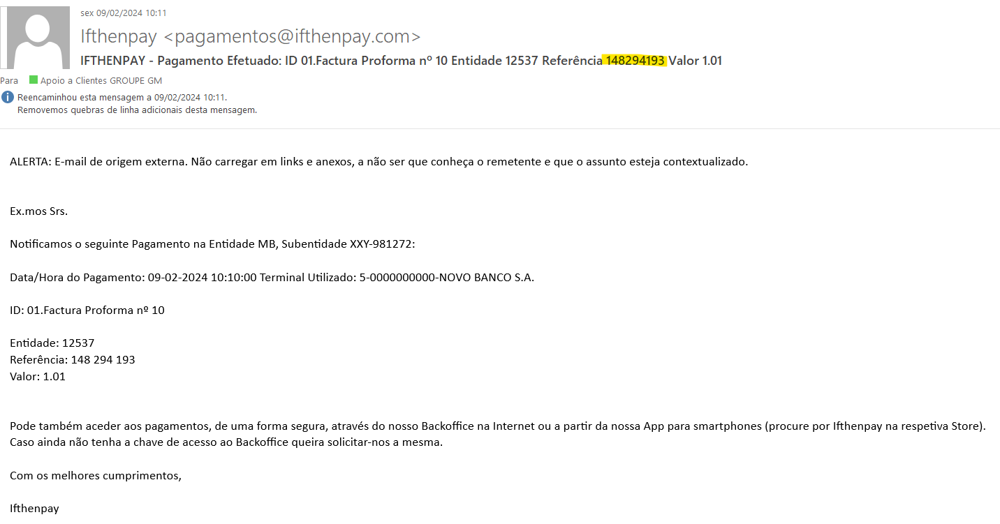 sex 09/02/2024 10:11
Ifthenpay <pagamentos@ifthenpay.com>
IFTHENPAY - Pagamento Efetuado: ID 01.Factura Proforma nº 10 Entidade 12537 Referência 148294193 Valor 1.01
Para Apoio a Clientes GROUPE GM
i Reencaminhou esta mensagem a 09/02/2024 10:11.
Removemos quebras de linha adicionais desta mensagem.
ALERTA: E-mail de origem externa. Não carregar em links e anexos, a não ser que conheça o remetente e que o assunto esteja contextualizado.
Ex.mos Srs.
Notificamos o seguinte Pagamento na Entidade MB, Subentidade XXY-981272:
Data/Hora do Pagamento: 09-02-2024 10:10:00 Terminal Utilizado: 5-0000000000-NOVO BANCO S.A.
ID: 01.Factura Proforma nº 10
Entidade: 12537
Referência: 148 294 193
Valor: 1.01
Pode também aceder aos pagamentos, de uma forma segura, através do nosso Backoffice na Internet ou a partir da nossa App para smartphones (procure por Ifthenpay na respetiva Store).
Caso ainda não tenha a chave de acesso ao Backoffice queira solicitar-nos a mesma.
Com os melhores cumprimentos,
Ifthenpay